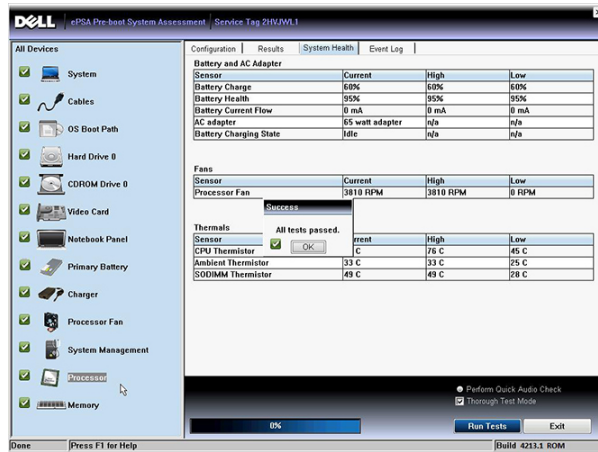 DELL ePSA Pre-boot System Assessment Service Tag 2HVJWL1
All Devices
System
Cables
OS Boot Path
Hard Drive 0
CDROM Drive 0
Video Card
Notebook Panel
Primary Battery
Charger
Processor Fan
System Management
Processor
Memory
Configuration Results System Health Event Log
Battery and AC Adapter
Sensor Current High Low
Battery Charge 60% 60% 60%
Battery Health 95% 95% 95%
Battery Current Flow 0 mA 0 mA 0 mA
AC adapter 65 watt adapter n/a n/a
Battery Charging State Idle n/a n/a
Fans
Sensor Current High Low
Processor Fan 3810 RPM 3810 RPM 0 RPM
Success
All tests passed.
OK
Thermals
Sensor High Low
CPU Thermistor C 76 C 45 C
Ambient Thermistor 33 C 33 C 25 C
SODIMM Thermistor 49 C 49 C 28 C
Perform Quick Audio Check
Thorough Test Mode
0% Run Tests Exit
Done Press F1 for Help Build 4213.1 ROM